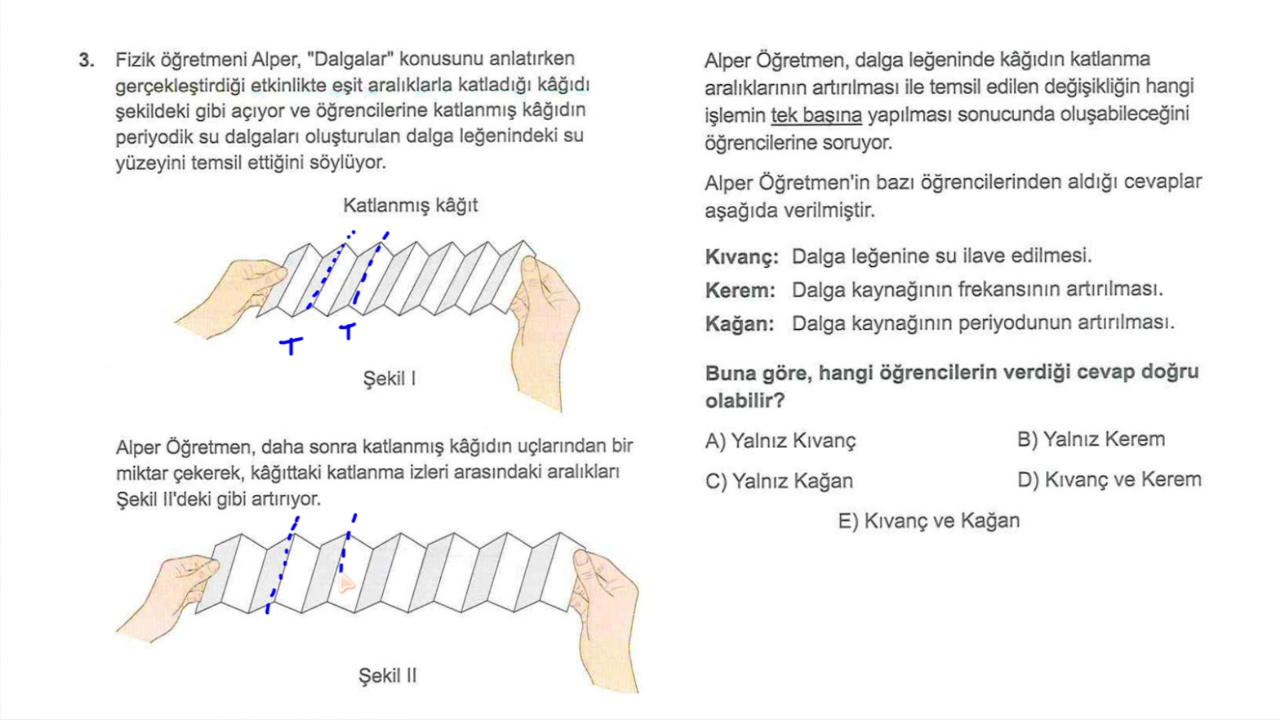 3. Fizik öğretmeni Alper, "Dalgalar" konusunu anlatırken
gerçekleştirdiği etkinlikte eşit aralıklarla katladığı kâğıdı
şekildeki gibi açıyor ve öğrencilerine katlanmış kâğıdın
periyodik su dalgaları oluşturulan dalga leğenindeki su
yüzeyini temsil ettiğini söylüyor.
Katlanmış kâğıt
T T
Şekil I
Alper Öğretmen, daha sonra katlanmış kâğıdın uçlarından bir
miktar çekerek, kâğıttaki katlanma izleri arasındaki aralıkları
Şekil II'deki gibi artırıyor.
Şekil II
Alper Öğretmen, dalga leğeninde kâğıdın katlanma
aralıklarının artırılması ile temsil edilen değişikliğin hangi
işlemin tek başına yapılması sonucunda oluşabileceğini
öğrencilerine soruyor.
Alper Öğretmen'in bazı öğrencilerinden aldığı cevaplar
aşağıda verilmiştir.
Kıvanç: Dalga leğenine su ilave edilmesi.
Kerem: Dalga kaynağının frekansının artırılması.
Kağan: Dalga kaynağının periyodunun artırılması.
Buna göre, hangi öğrencilerin verdiği cevap doğru
olabilir?
A) Yalnız Kıvanç B) Yalnız Kerem
C) Yalnız Kağan D) Kıvanç ve Kerem
E) Kıvanç ve Kağan